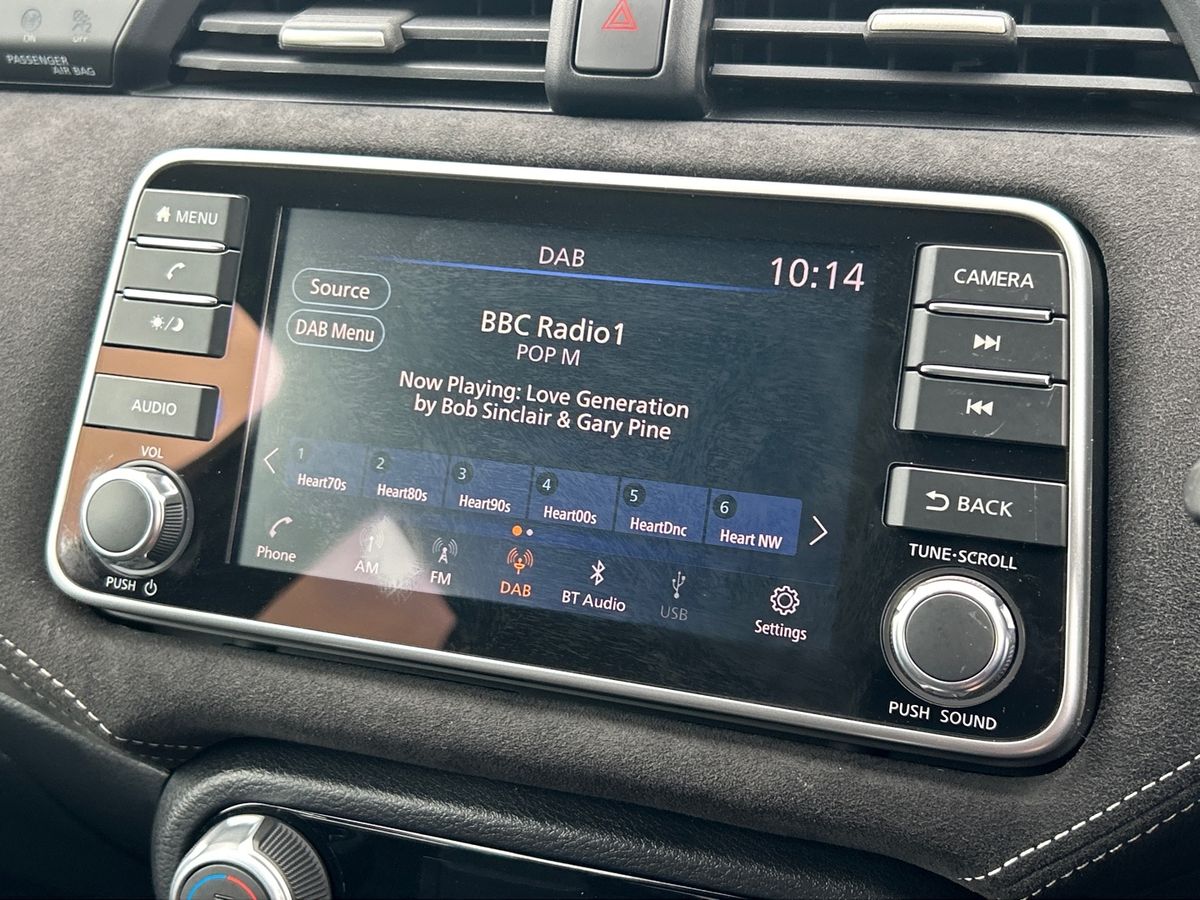 ON
OFF
PASSENGER
AIR BAG
MENU
AUDIO
VOL
PUSH
DAB
10:14
Source
DAB Menu
BBC Radio1
POP M
Now Playing: Love Generation
by Bob Sinclair & Gary Pine
1 Heart70s
2 Heart80s
3 Heart90s
4 Heart00s
5 HeartDnc
6 Heart NW
Phone
AM
FM
DAB
BT Audio
USB
Settings
CAMERA
BACK
TUNE·SCROLL
PUSH SOUND